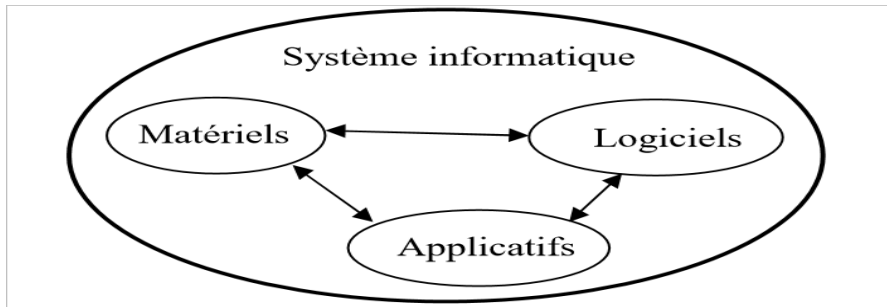 Système informatique
Matériels
Logiciels
Applicatifs